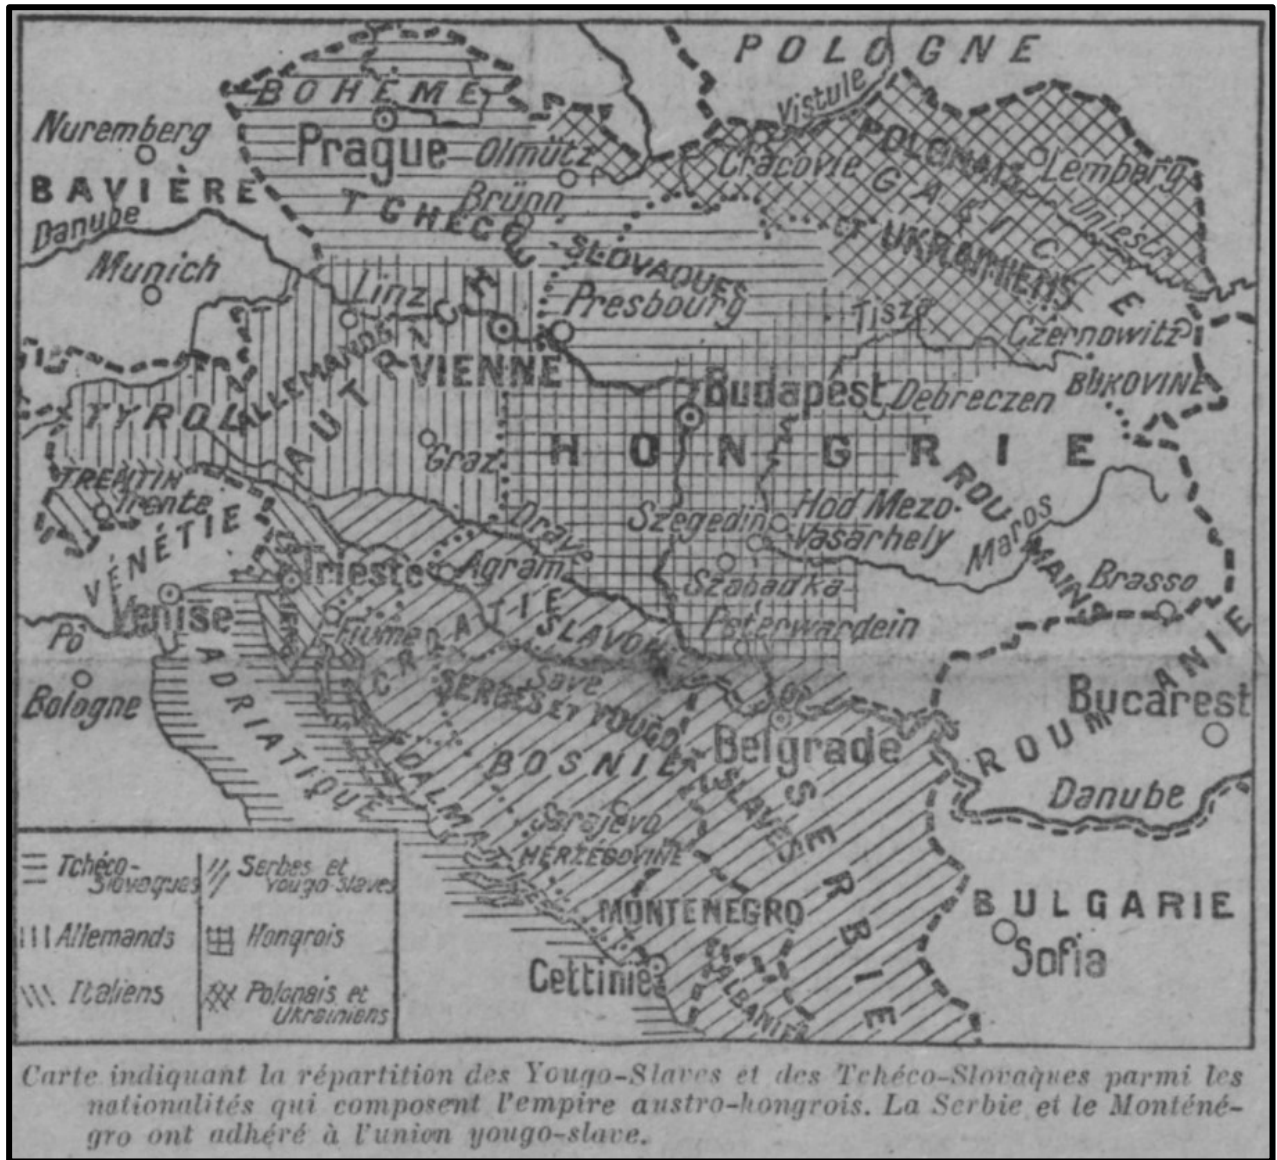 POLOGNE
Vistule
BOHÊME
Nuremberg
Prague
Olmütz
Cracovie
POLONAIS
Lemberg
GALICIE
BAVIÈRE
Brünn
TCHÈCO
Dniestr
Danube
ET UKRAINIENS
SLOVAQUES
Munich
Linz
Presbourg
Tisza
Czernowitz
VIENNE
ALLEMANDS
AUTRICHE
Budapest
Debreczen
BUKOVINE
TYROL
Graz
HONGRIE
TRENTIN
Trente
ROUMAINS
Drave
Szegedin
Hod Mezo-
Vasarhely
Maros
VÉNÉTIE
Trieste
Agram
Szabadka
Brasso
Venise
Fiume
CROATIE
SLAVONIE
Peterwardein
Pô
Save
ADRIATIQUE
SERBES ET YOUGO-
SLAVES
Bologne
Bucarest
ROUMANIE
Belgrade
BOSNIE
DALMATIE
Danube
Sarajevo
HERZEGOVINE
SERBIE
MONTENEGRO
BULGARIE
Sofia
Cettinie
ALBANIE
Tchéco-
Slovaques
Serbes et
Yougo-slaves
Allemands
Hongrois
Italiens
Polonais et
Ukrainiens
Carte indiquant la répartition des Yougo-Slaves et des Tchéco-Slovaques parmi les
nationalités qui composent l'empire austro-hongrois. La Serbie et le Monténé-
gro ont adhéré à l'union yougo-slave.